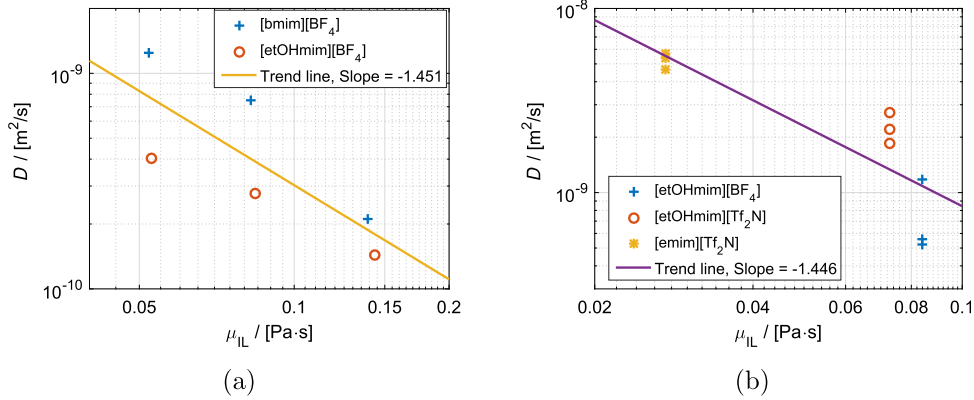 [bmim][BF4]
[etOHmim][BF4]
Trend line, Slope = -1.451
10^-9
10^-10
D / [m^2/s]
0.05
0.1
0.15
0.2
μIL / [Pa·s]
(a)
10^-8
10^-9
D / [m^2/s]
[etOHmim][BF4]
[etOHmim][Tf2N]
[emim][Tf2N]
Trend line, Slope = -1.446
0.02
0.04
0.06
0.08
0.1
μIL / [Pa·s]
(b)